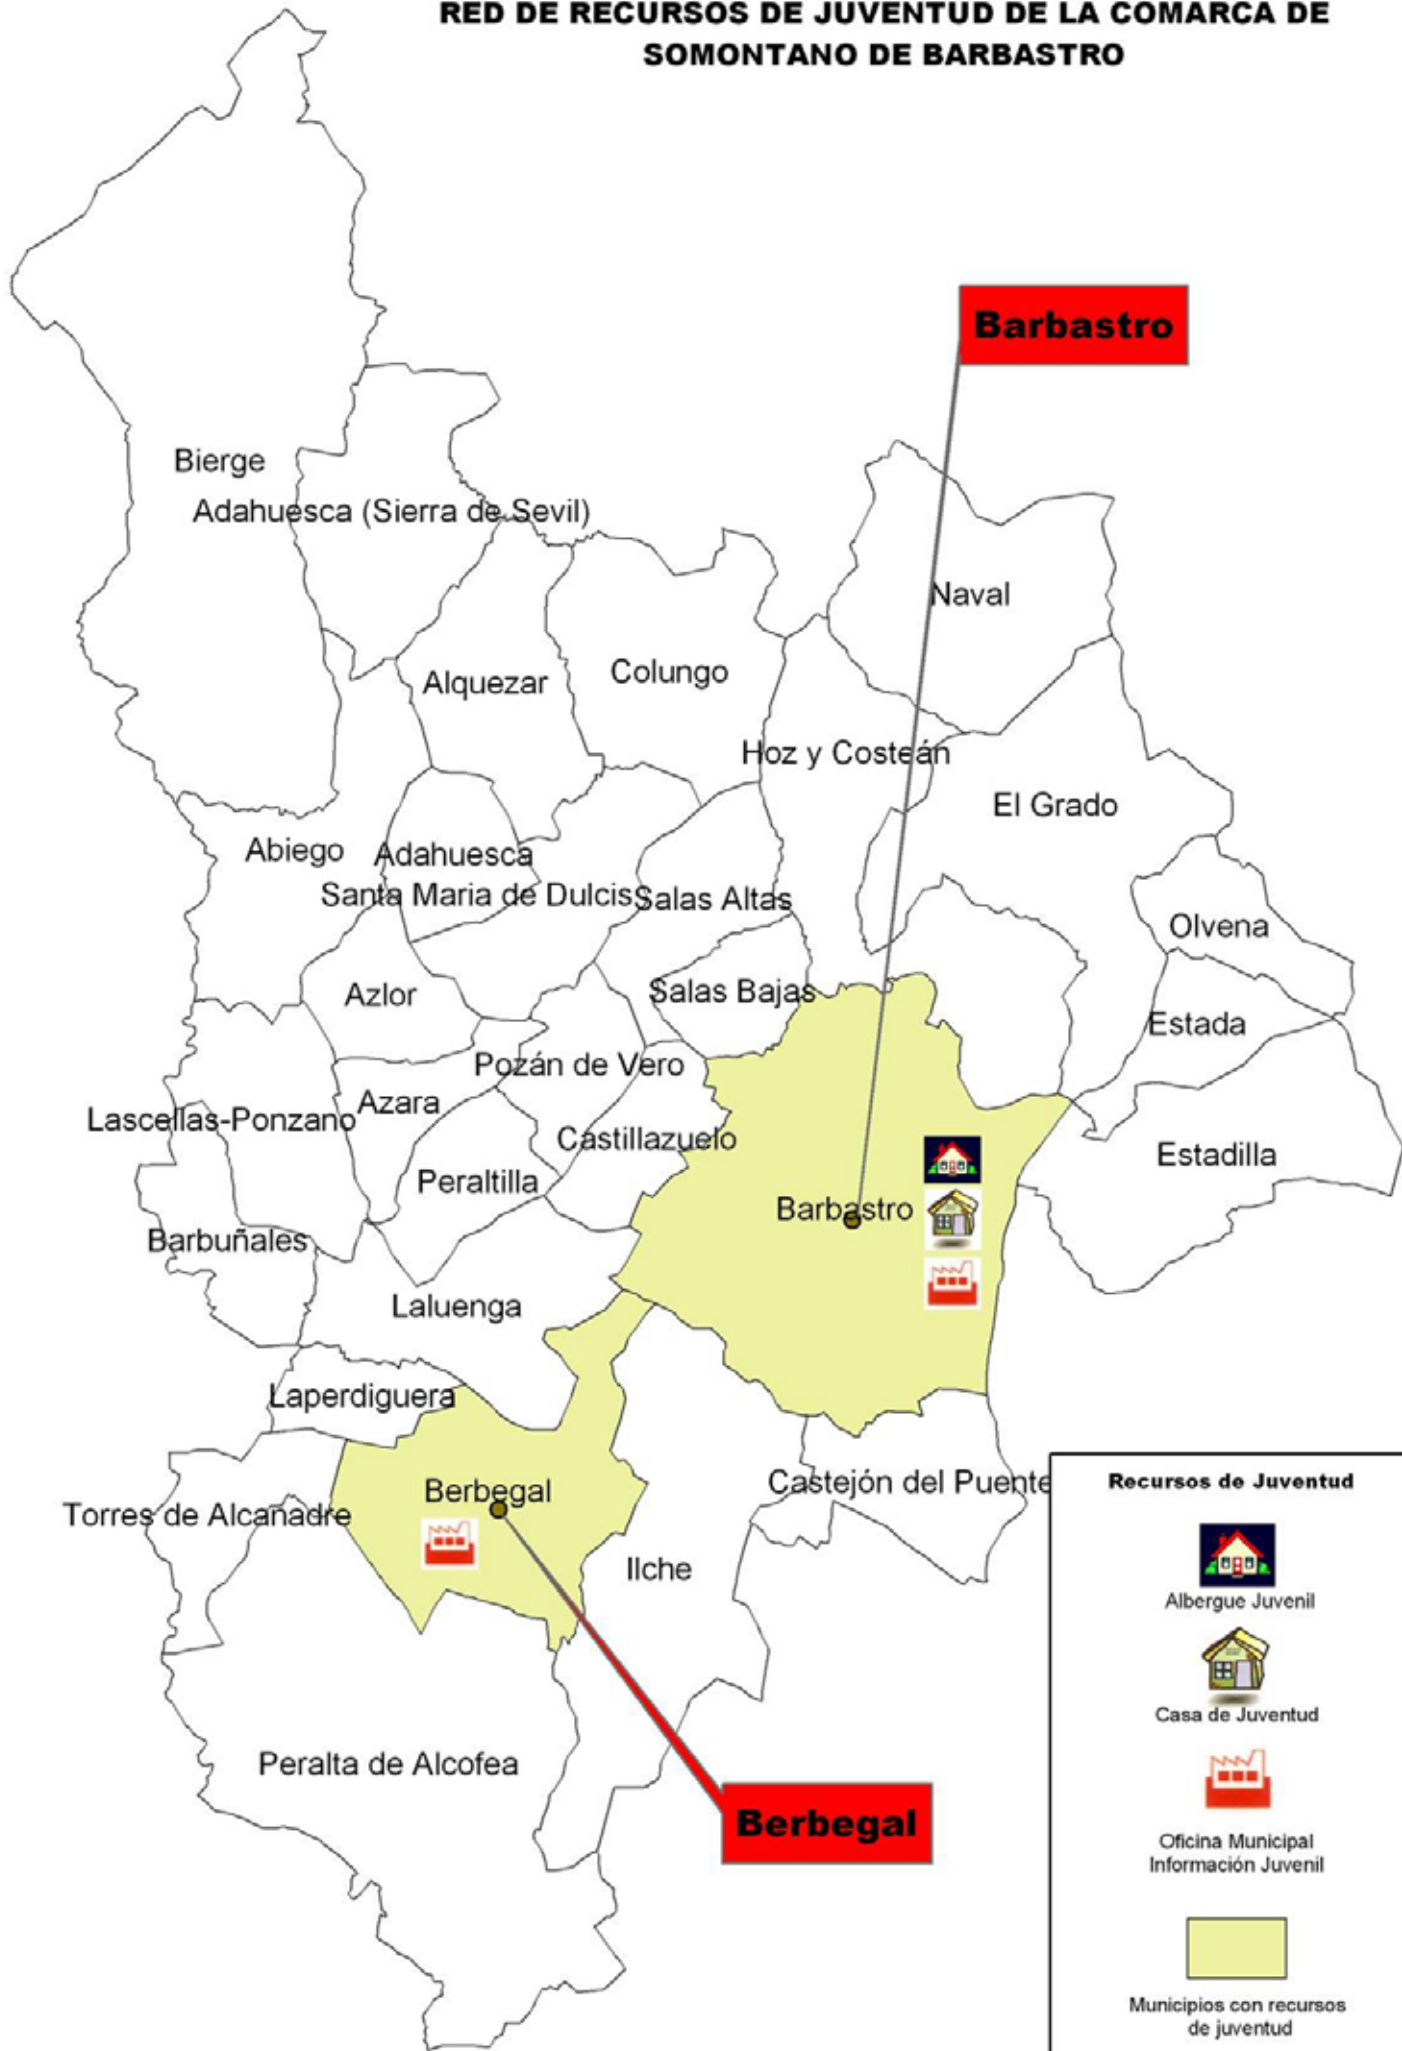 RED DE RECURSOS DE JUVENTUD DE LA COMARCA DE
SOMONTANO DE BARBASTRO
Barbastro
Bierge
Adahuesca (Sierra de Sevil)
Naval
Colungo
Alquezar
Hoz y Costeán
El Grado
Abiego
Adahuesca
Santa Maria de Dulcis
Salas Altas
Olvena
Azlor
Salas Bajas
Estada
Pozán de Vero
Azara
Lascellas-Ponzano
Castillazuelo
Estadilla
Peraltilla
Barbastro
Barbuñales
Laluenga
Laperdiguera
Castejón del Puente
Berbegal
Torres de Alcanadre
Ilche
Peralta de Alcofea
Berbegal
Recursos de Juventud
Albergue Juvenil
Casa de Juventud
Oficina Municipal
Información Juvenil
Municipios con recursos
de juventud